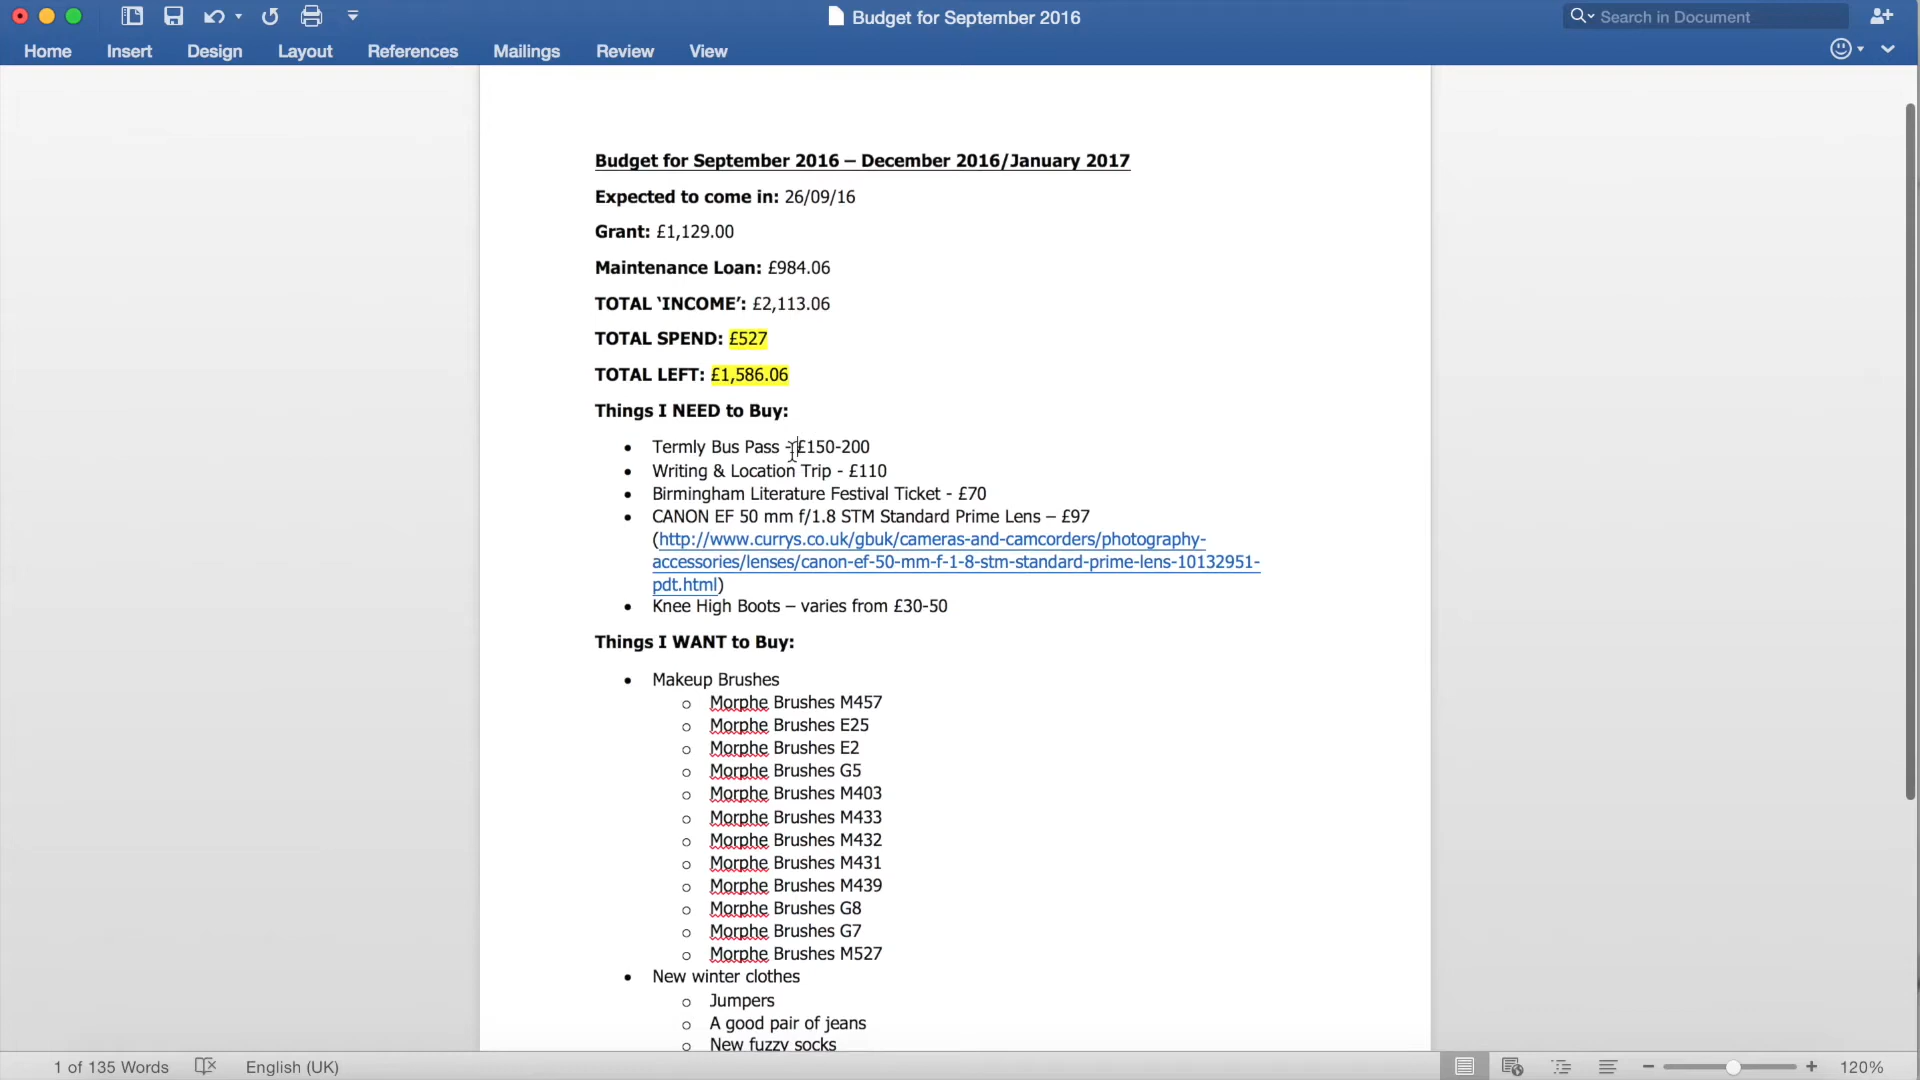 Budget for September 2016
Search in Document
Home Insert Design Layout References Mailings Review View
Budget for September 2016 – December 2016/January 2017
Expected to come in: 26/09/16
Grant: £1,129.00
Maintenance Loan: £984.06
TOTAL ‘INCOME’: £2,113.06
TOTAL SPEND: £527
TOTAL LEFT: £1,586.06
Things I NEED to Buy:
• Termly Bus Pass - £150-200
• Writing & Location Trip - £110
• Birmingham Literature Festival Ticket - £70
• CANON EF 50 mm f/1.8 STM Standard Prime Lens – £97
(http://www.currys.co.uk/gbuk/cameras-and-camcorders/photography-
accessories/lenses/canon-ef-50-mm-f-1-8-stm-standard-prime-lens-10132951-
pdt.html)
• Knee High Boots – varies from £30-50
Things I WANT to Buy:
• Makeup Brushes
o Morphe Brushes M457
o Morphe Brushes E25
o Morphe Brushes E2
o Morphe Brushes G5
o Morphe Brushes M403
o Morphe Brushes M433
o Morphe Brushes M432
o Morphe Brushes M431
o Morphe Brushes M439
o Morphe Brushes G8
o Morphe Brushes G7
o Morphe Brushes M527
• New winter clothes
o Jumpers
o A good pair of jeans
o New fuzzy socks
1 of 135 Words English (UK) 120%